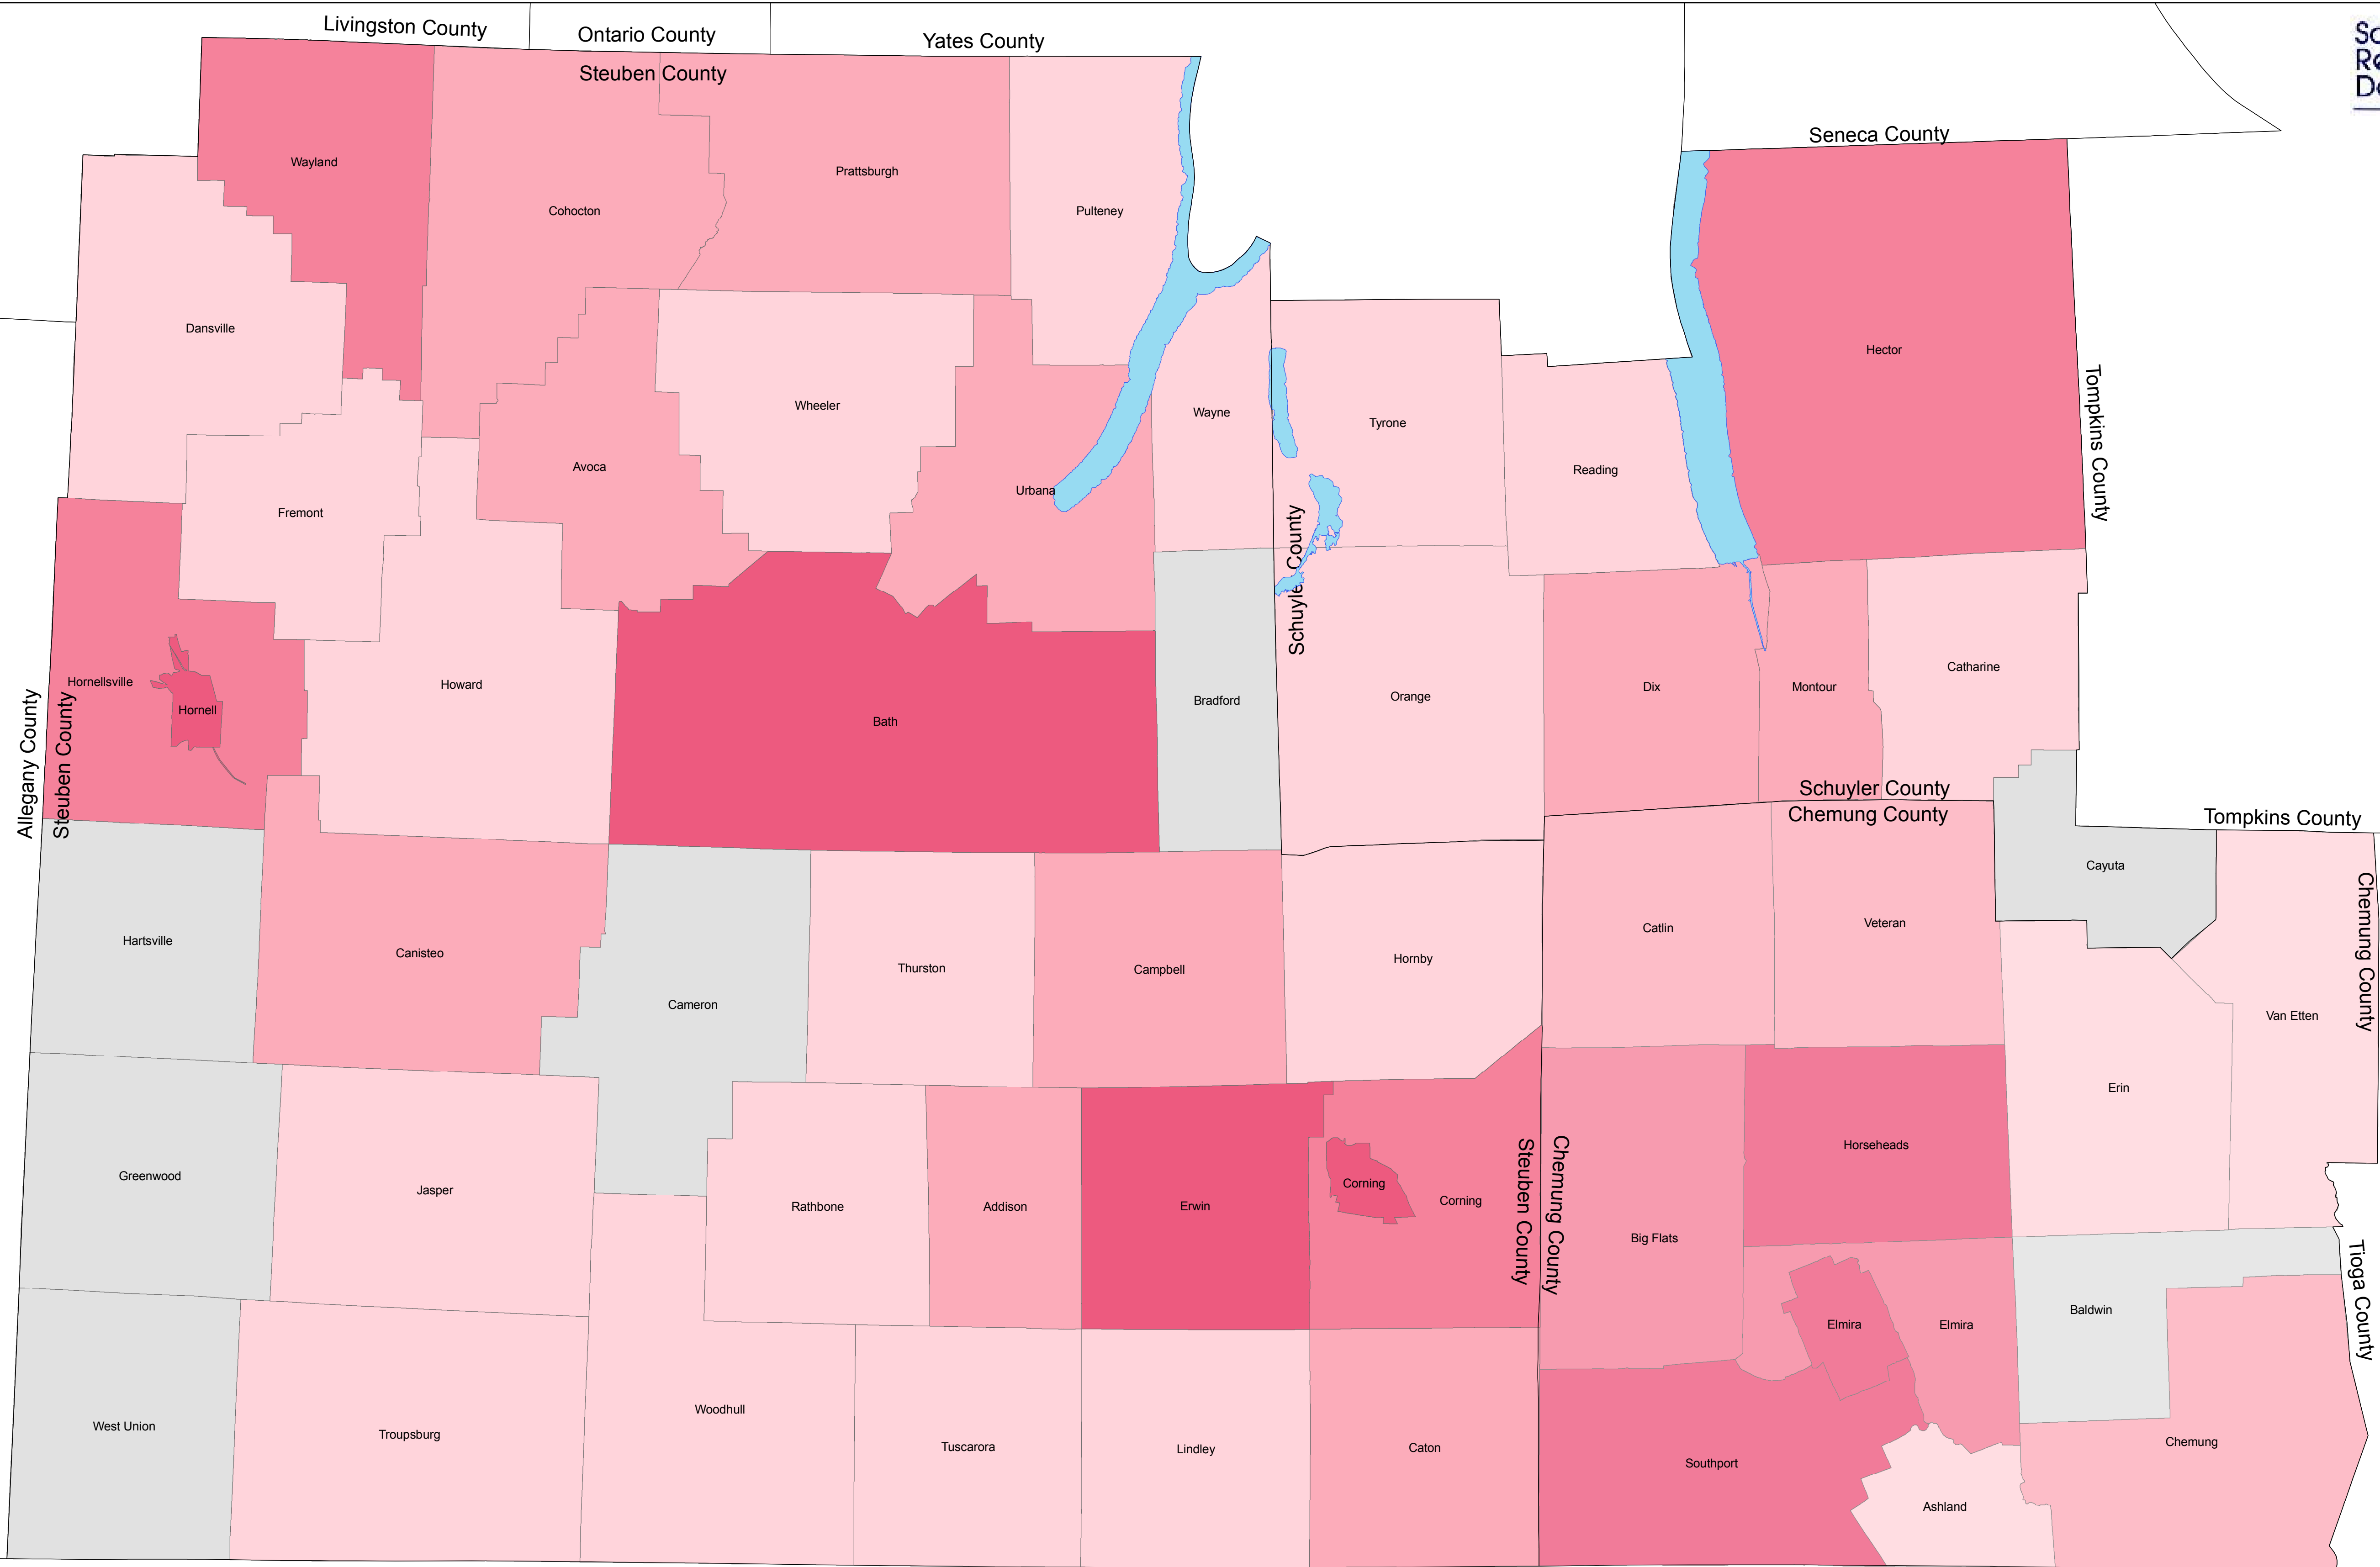 Livingston County
Ontario County
Yates County
Steuben County
Seneca County
Wayland
Prattsburgh
Cohocton
Pulteney
Dansville
Hector
Tompkins County
Wheeler
Wayne
Tyrone
Avoca
Reading
Urbana
Fremont
Schuyler County
Hornellsville
Howard
Hornell
Bath
Bradford
Orange
Dix
Montour
Catharine
Allegany County
Steuben County
Schuyler County
Chemung County
Tompkins County
Cayuta
Chemung County
Hartsville
Canisteo
Cameron
Thurston
Campbell
Hornby
Catlin
Veteran
Van Etten
Erin
Greenwood
Jasper
Rathbone
Addison
Erwin
Corning
Corning
Steuben County
Chemung County
Big Flats
Horseheads
Elmira
Elmira
Baldwin
Tioga County
West Union
Troupsburg
Woodhull
Tuscarora
Lindley
Caton
Southport
Ashland
Chemung